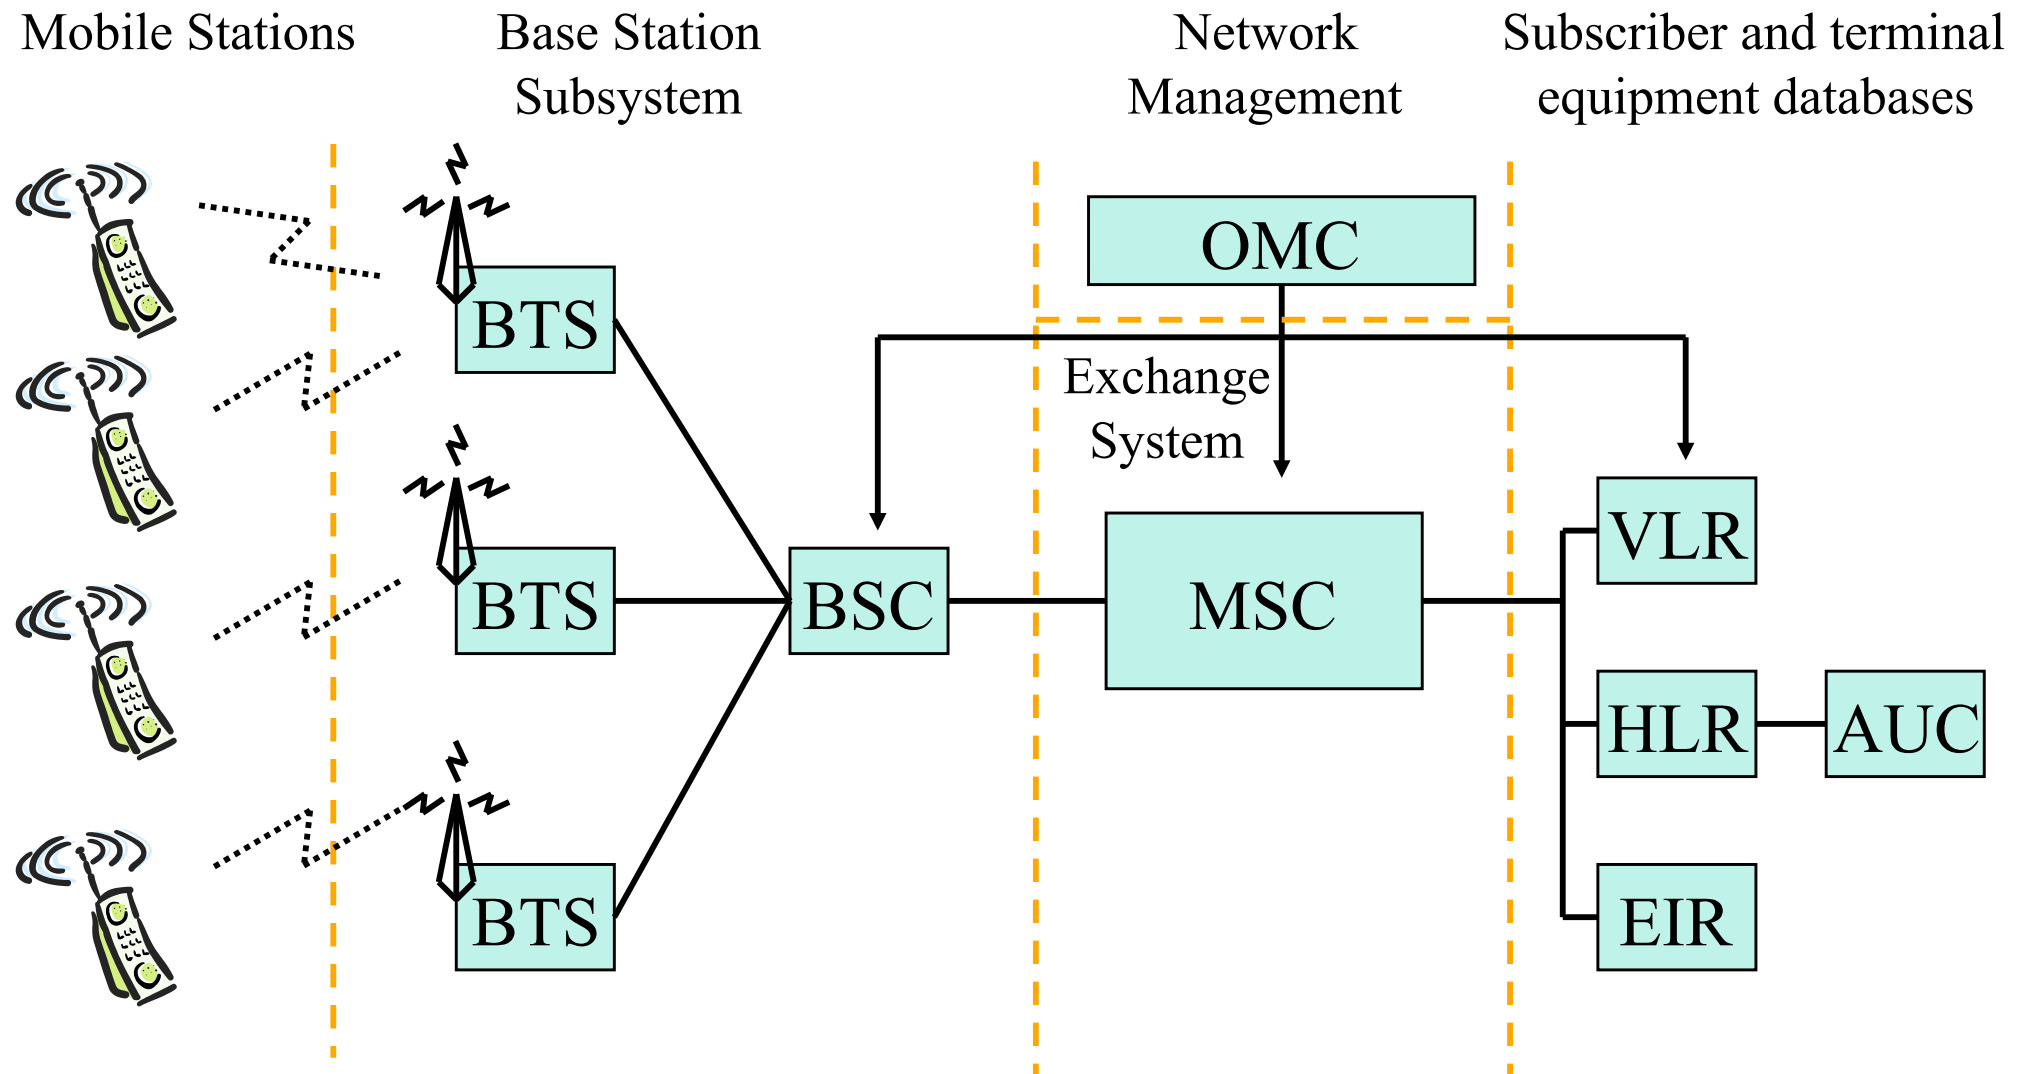 Mobile Stations
Base Station
Subsystem
Network
Management
Subscriber and terminal
equipment databases
OMC
BTS
Exchange
System
BTS
BSC
MSC
VLR
HLR
AUC
BTS
EIR